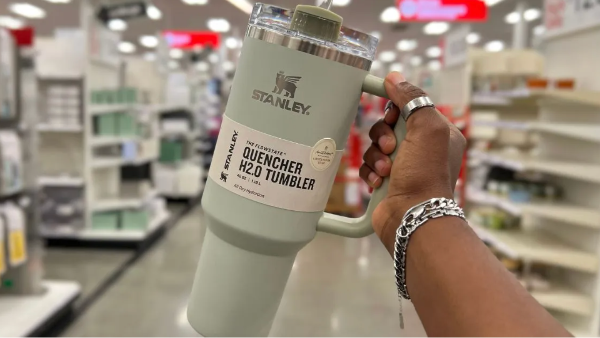 STANLEY
STANLEY
THE FLOWSTATE™
QUENCHER
H2.0 TUMBLER